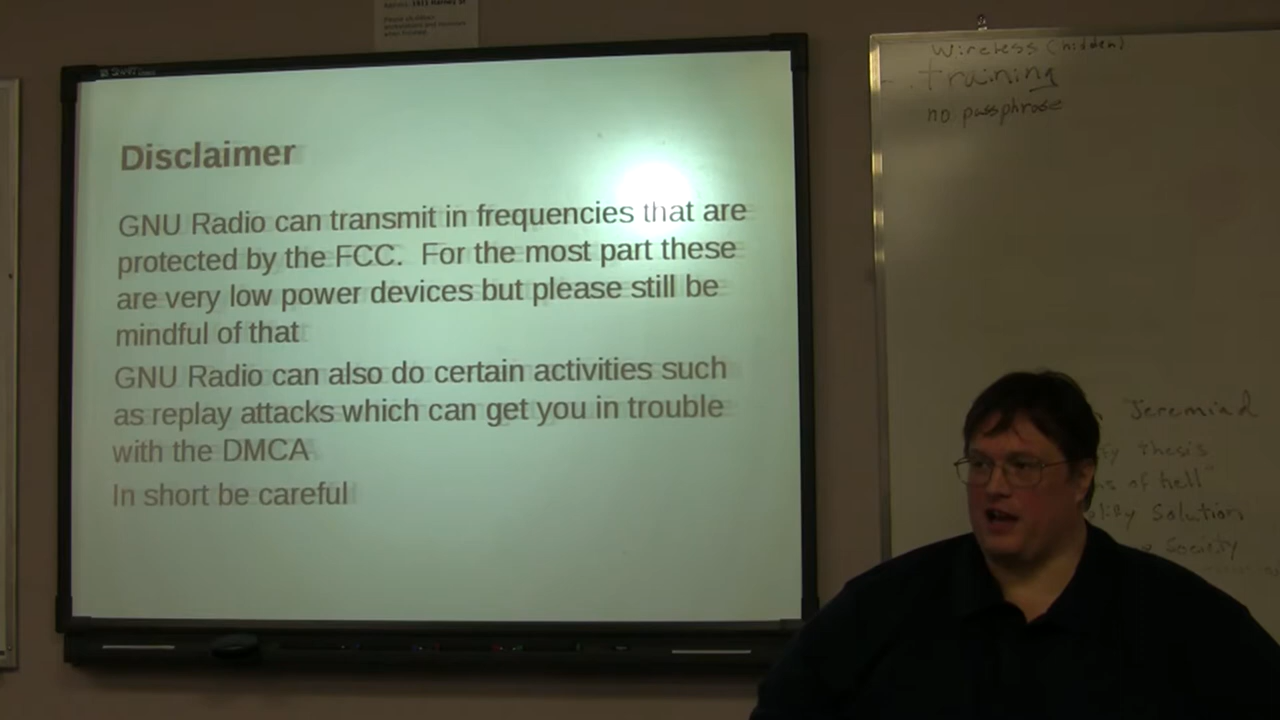 Disclaimer
GNU Radio can transmit in frequencies that are
protected by the FCC.  For the most part these
are very low power devices but please still be
mindful of that
GNU Radio can also do certain activities such
as replay attacks which can get you in trouble
with the DMCA
In short be careful
Wireless (hidden)
training
no passphrase
Jeremiad
Thesis
of hell"
Solution
Society